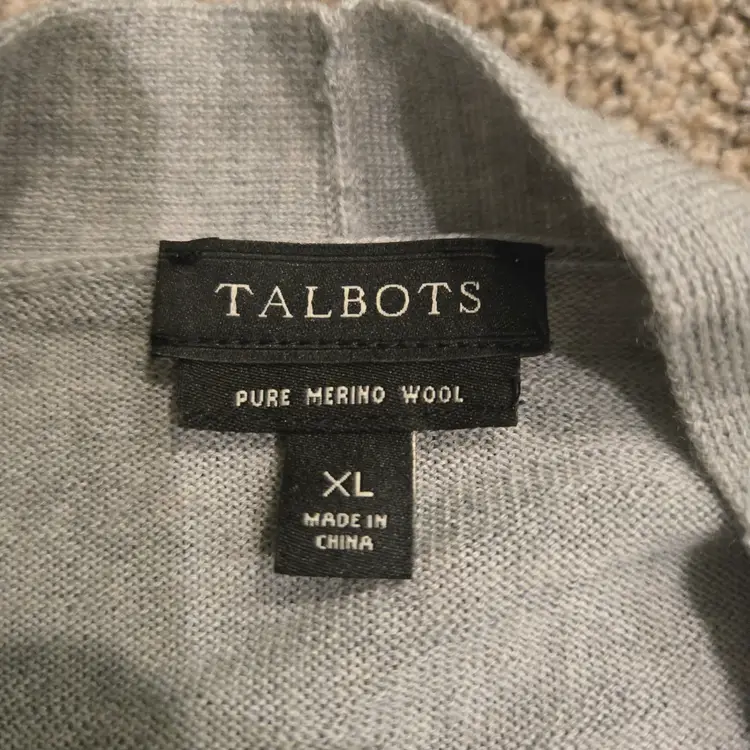 TALBOTS
PURE MERINO WOOL
XL
MADE IN
CHINA